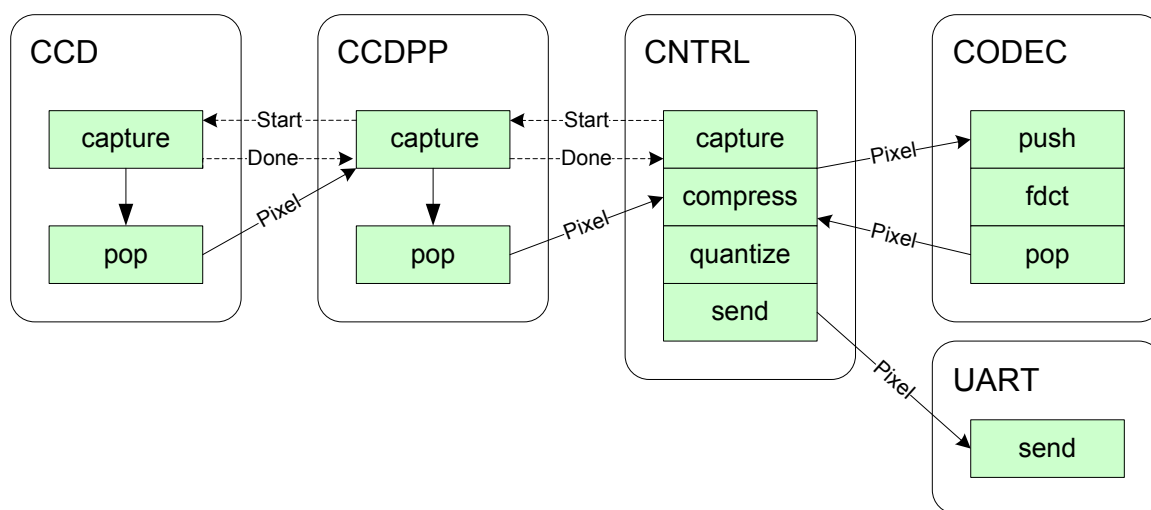 CCD
capture
pop
Start
Done
Pixel
CCDPP
capture
pop
Start
Done
Pixel
CNTRL
capture
compress
quantize
send
Pixel
Pixel
Pixel
CODEC
push
fdct
pop
UART
send